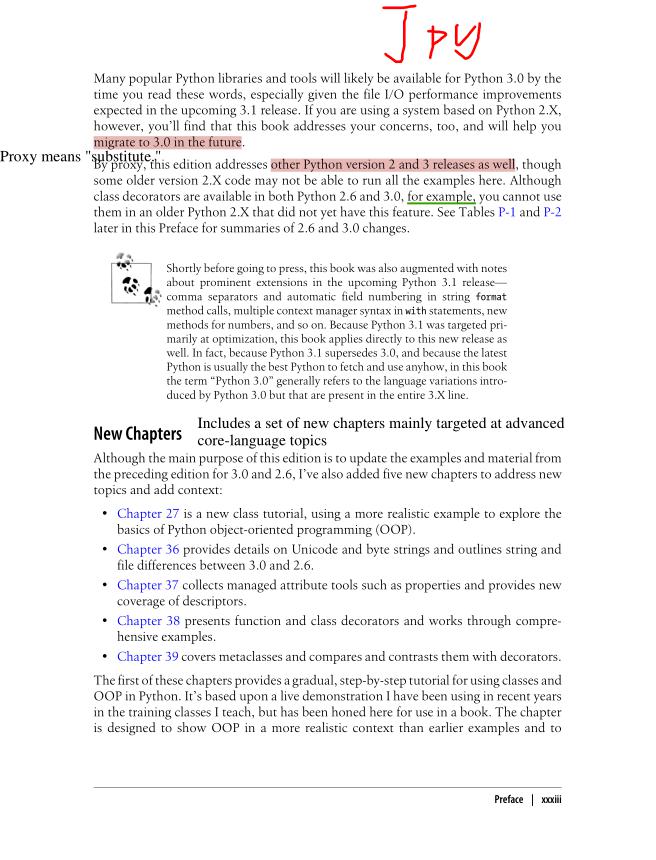 Jpy
Many popular Python libraries and tools will likely be available for Python 3.0 by the
time you read these words, especially given the file I/O performance improvements
expected in the upcoming 3.1 release. If you are using a system based on Python 2.X,
however, you’ll find that this book addresses your concerns, too, and will help you
migrate to 3.0 in the future.
Proxy means "substitute."
By proxy, this edition addresses other Python version 2 and 3 releases as well, though
some older version 2.X code may not be able to run all the examples here. Although
class decorators are available in both Python 2.6 and 3.0, for example, you cannot use
them in an older Python 2.X that did not yet have this feature. See Tables P-1 and P-2
later in this Preface for summaries of 2.6 and 3.0 changes.
Shortly before going to press, this book was also augmented with notes
about prominent extensions in the upcoming Python 3.1 release—
comma separators and automatic field numbering in string format
method calls, multiple context manager syntax in with statements, new
methods for numbers, and so on. Because Python 3.1 was targeted pri-
marily at optimization, this book applies directly to this new release as
well. In fact, because Python 3.1 supersedes 3.0, and because the latest
Python is usually the best Python to fetch and use anyhow, in this book
the term “Python 3.0” generally refers to the language variations intro-
duced by Python 3.0 but that are present in the entire 3.X line.
New Chapters
Includes a set of new chapters mainly targeted at advanced
core-language topics
Although the main purpose of this edition is to update the examples and material from
the preceding edition for 3.0 and 2.6, I’ve also added five new chapters to address new
topics and add context:
• Chapter 27 is a new class tutorial, using a more realistic example to explore the
basics of Python object-oriented programming (OOP).
• Chapter 36 provides details on Unicode and byte strings and outlines string and
file differences between 3.0 and 2.6.
• Chapter 37 collects managed attribute tools such as properties and provides new
coverage of descriptors.
• Chapter 38 presents function and class decorators and works through compre-
hensive examples.
• Chapter 39 covers metaclasses and compares and contrasts them with decorators.
The first of these chapters provides a gradual, step-by-step tutorial for using classes and
OOP in Python. It’s based upon a live demonstration I have been using in recent years
in the training classes I teach, but has been honed here for use in a book. The chapter
is designed to show OOP in a more realistic context than earlier examples and to
Preface | xxxiii